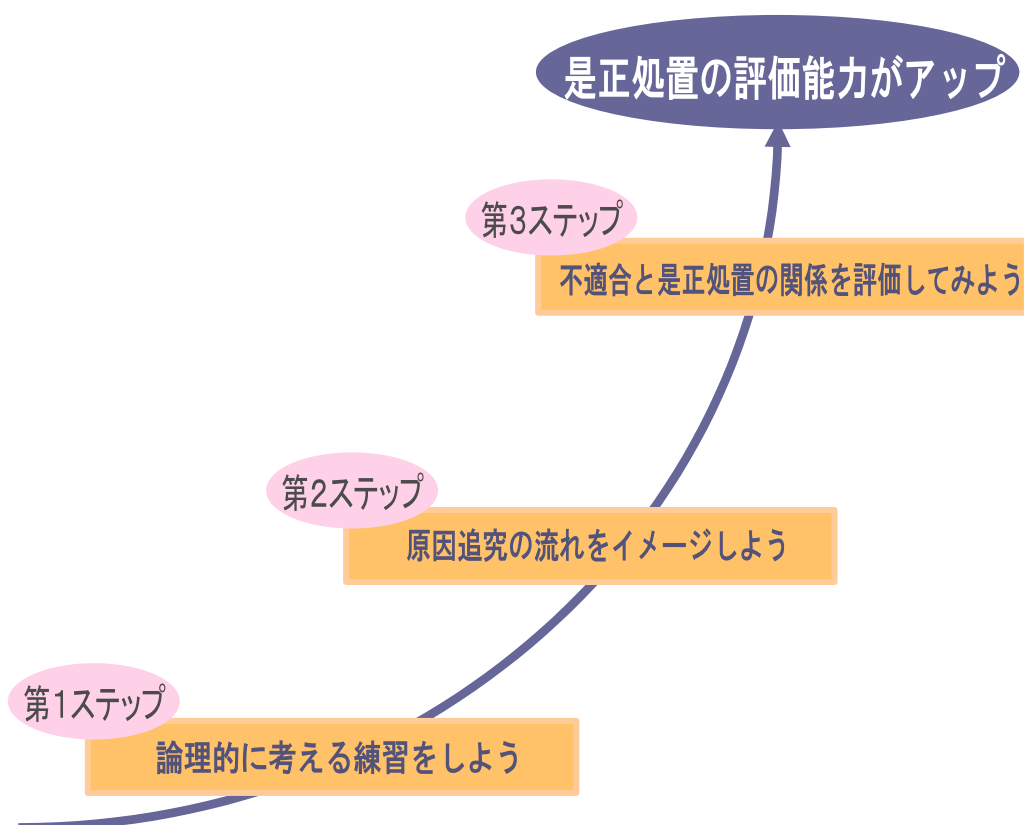 是正処置の評価能力がアップ
第3ステップ
不適合と是正処置の関係を評価してみよう
第2ステップ
原因追究の流れをイメージしよう
第1ステップ
論理的に考える練習をしよう